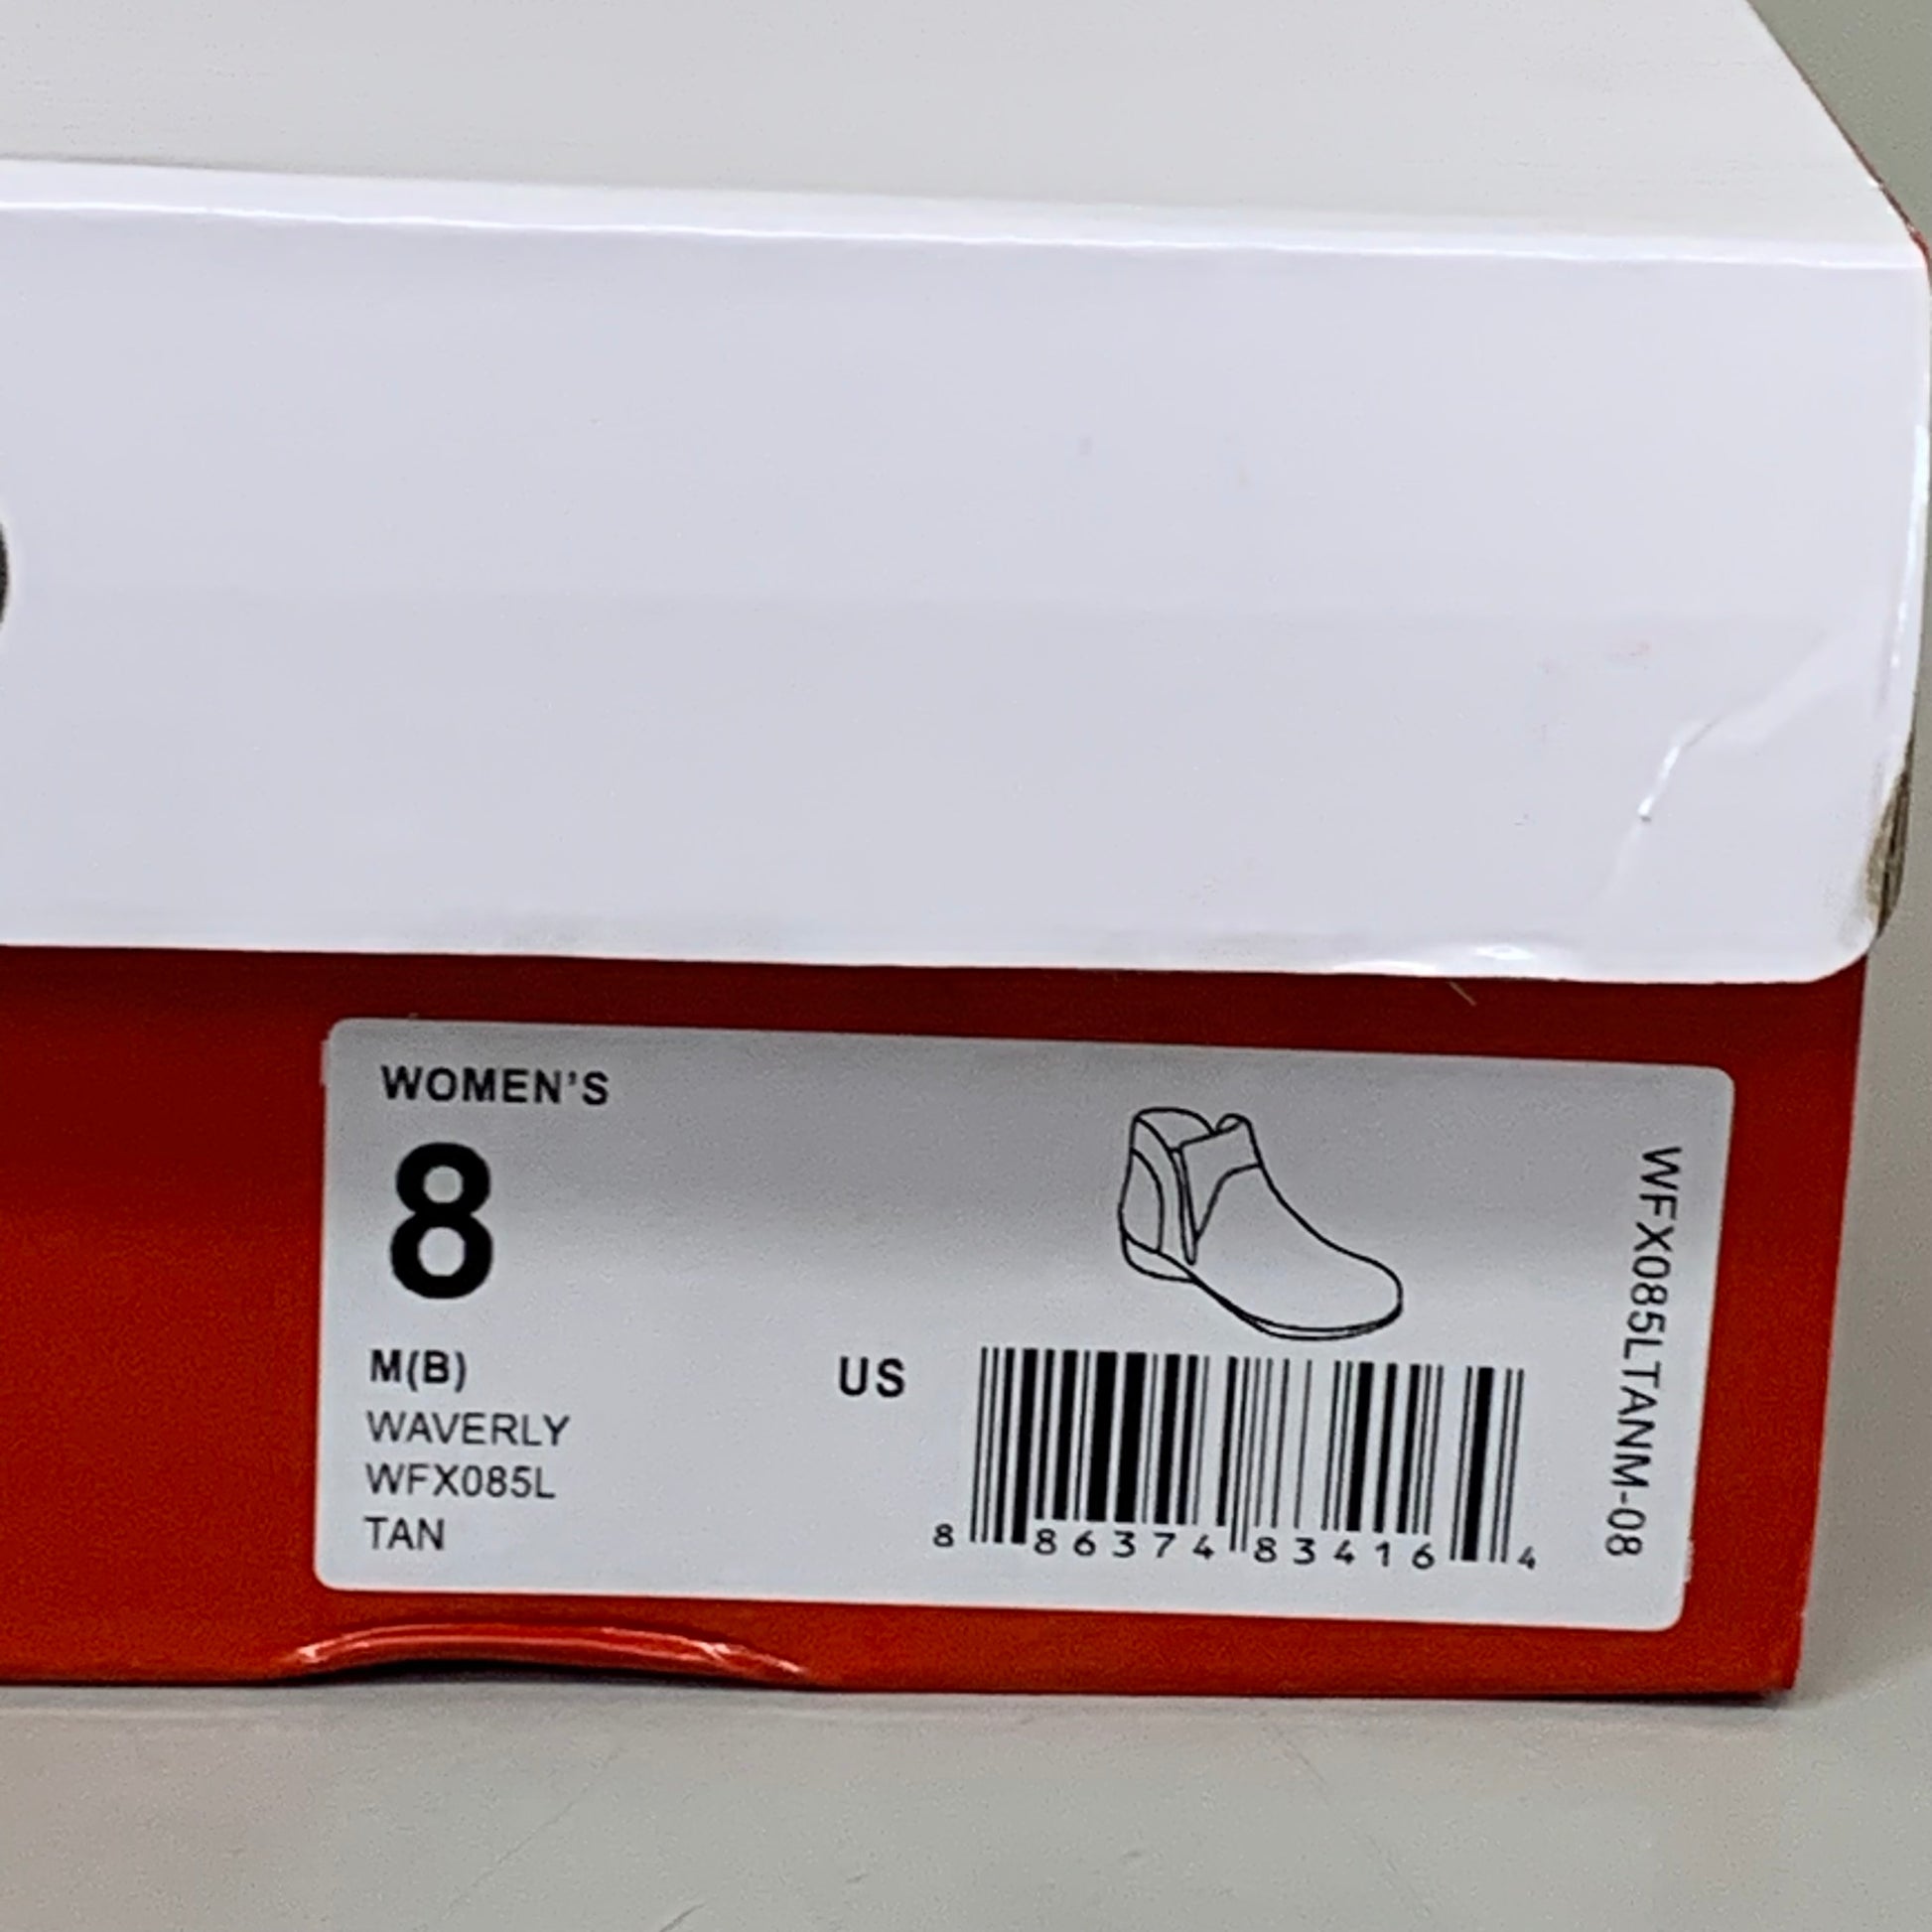 WOMEN'S
8
M(B)
WAVERLY
WFX085L
TAN
US
8 86374 83416 4
WFX085LTANM-08